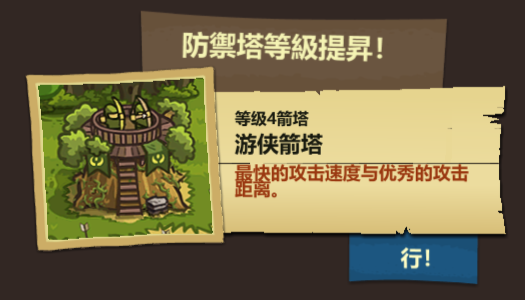 防禦塔等級提昇！
等级4箭塔
游侠箭塔
最快的攻击速度与优秀的攻击
距离。
行！